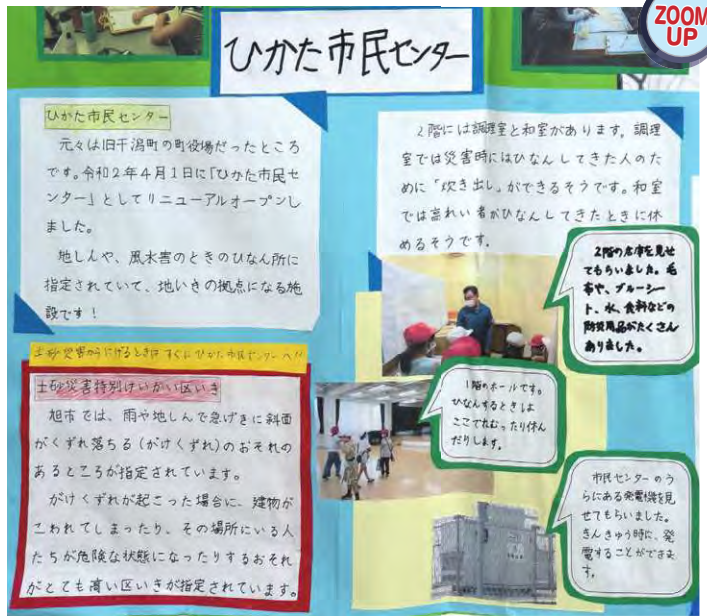 ZOOM
UP
ひかた市民センター
ひかた市民センター
元々は旧干潟町の町役場だったところ
です。令和2年4月1日に「ひかた市民セ
ンター」としてリニューアルオープンし
ました。
地しんや、風水害のときのひなん所に
指定されていて、地いきの拠点になる施
設です！
土砂災害からにげるときは すぐに ひかた市民センターへ!!
土砂災害特別けいかい区いき
旭市では、雨や地しんで急げきに斜面
がくずれ落ちる(がけくずれ)のおそれの
あるところが指定されています。
がけくずれが起こった場合に、建物が
こわれてしまったり、その場所にいる人
たちが危険な状態になったりするおそれ
がとても高い区いきが指定されています。
2階には調理室と和室があります。調理
室では災害時にはひなんしてきた人のた
めに「炊き出し」ができるそうです。和室
では高れい者がひなんしてきたときに休
めるそうです。
2階の倉庫を見せ
てもらいました。毛
布や、ブルーシー
ト、水、食料などの
防災用品がたくさん
ありました。
1階のホールです。
ひなんするときは
ここでねむったり休ん
だりします。
市民センターのう
らにある発電機を見
せてもらいました。
きんきゅう時に、発
電することができま
す。